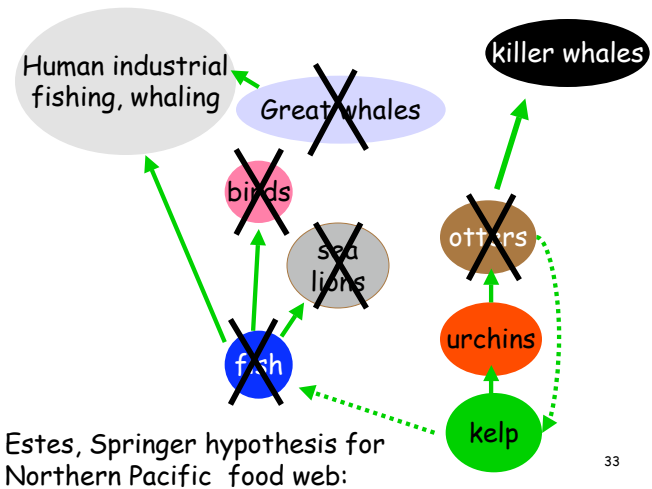 Human industrial
fishing, whaling
killer whales
Great whales
birds
sea
lions
otters
fish
urchins
kelp
Estes, Springer hypothesis for
Northern Pacific food web:
33